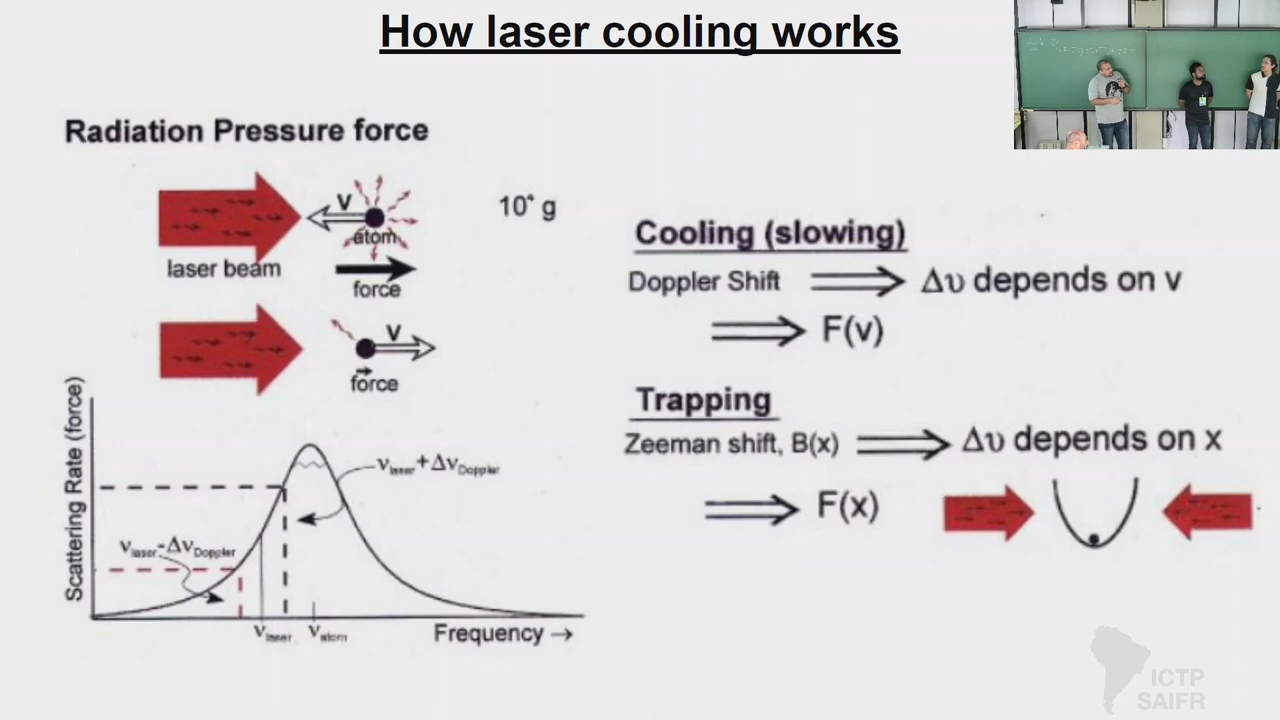 How laser cooling works
Radiation Pressure force
v
atom
laser beam
force
10⁴ g
v
force
Cooling (slowing)
Doppler Shift ⟹ Δυ depends on v
⟹ F(v)
Trapping
Zeeman shift, B(x) ⟹ Δυ depends on x
⟹ F(x)
Scattering Rate (force)
ν_laser+Δν_Doppler
ν_laser-Δν_Doppler
ν_laser
ν_atom
Frequency →
ICTP
SAIFR